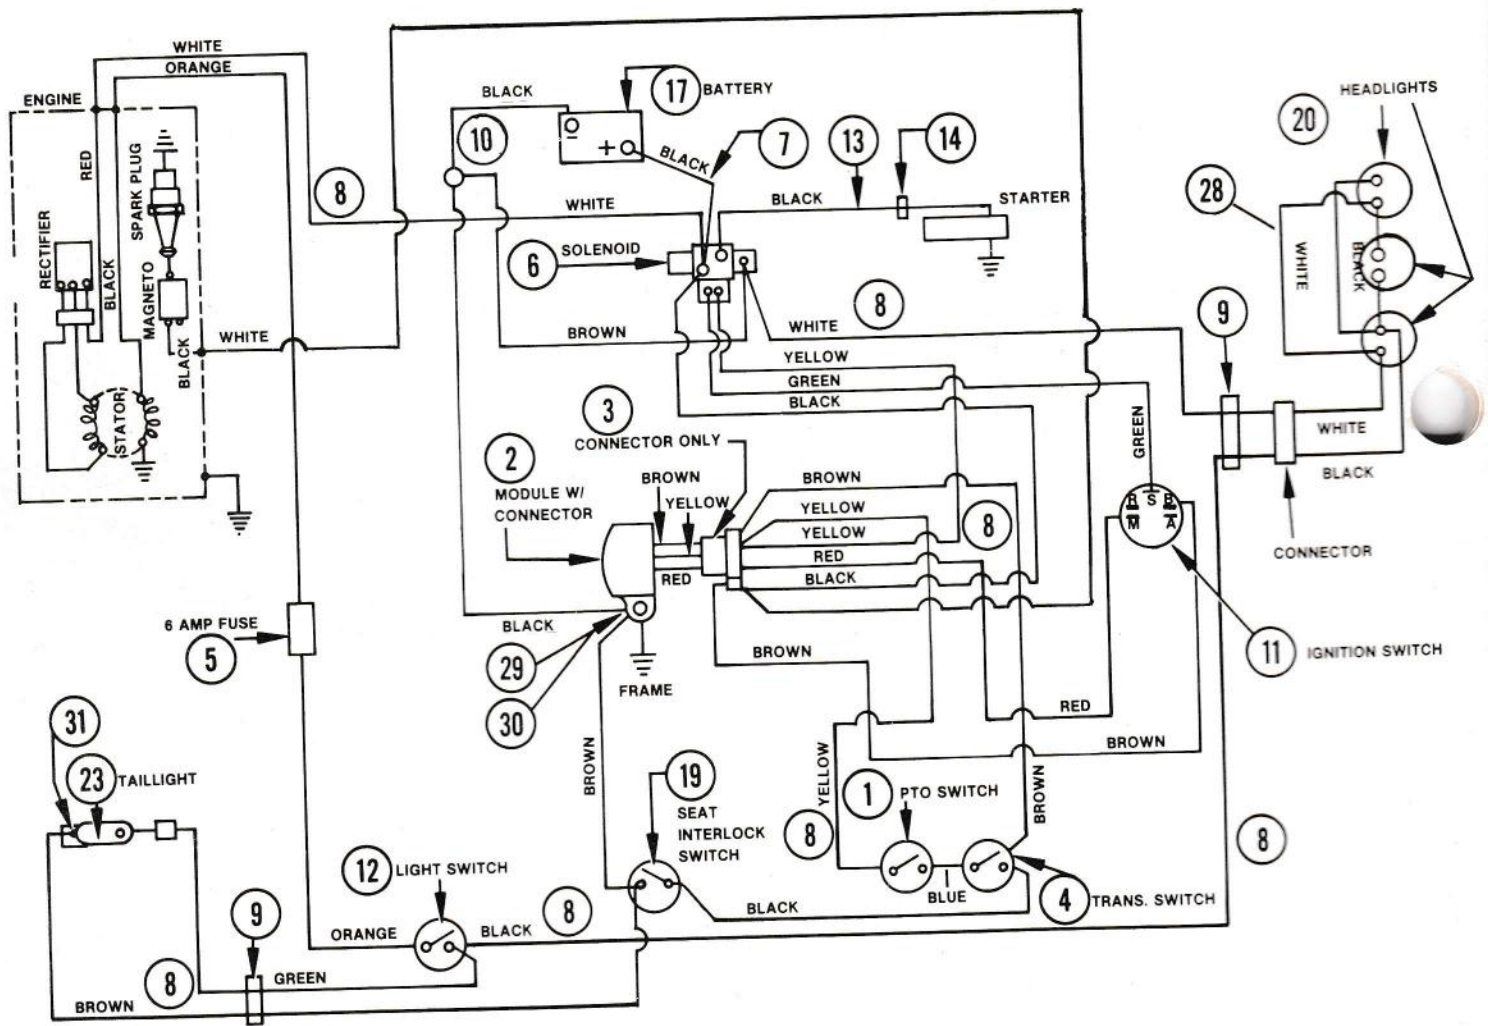 WHITE
ORANGE
ENGINE
RED
SPARK PLUG
RECTIFIER
BLACK
MAGNETO
BLACK
WHITE
STATOR
8
BLACK
10
17 BATTERY
BLACK
7
13
14
BLACK
STARTER
WHITE
6
SOLENOID
BROWN
8
WHITE
YELLOW
GREEN
BLACK
HEADLIGHTS
20
28
WHITE
BLACK
9
WHITE
BLACK
CONNECTOR
3
CONNECTOR ONLY
2
MODULE W/
CONNECTOR
BROWN
YELLOW
RED
BROWN
YELLOW
YELLOW
RED
BLACK
8
GREEN
R S B
M A
11 IGNITION SWITCH
6 AMP FUSE
5
BLACK
29
30
FRAME
BROWN
RED
BROWN
31
23 TAILLIGHT
BROWN
19
SEAT
INTERLOCK
SWITCH
YELLOW
1 PTO SWITCH
BROWN
8
8
12 LIGHT SWITCH
9
ORANGE
BLACK
8
BLACK
BLUE
4 TRANS. SWITCH
8
GREEN
BROWN